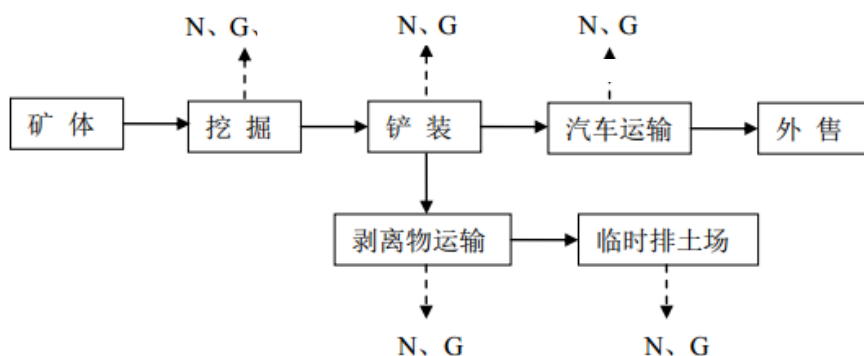 N、G、 N、G N、G
矿 体 挖 掘 铲 装 汽车运输 外 售
剥离物运输 临时排土场
N、G N、G